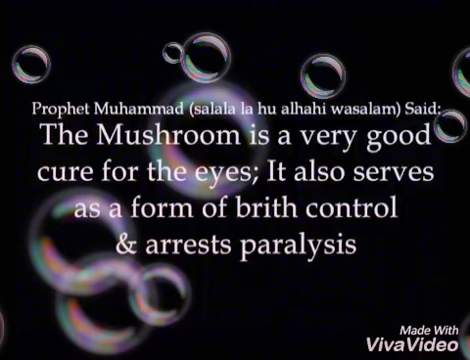 Prophet Muhammad (salala la hu alhahi wasalam) Said:
The Mushroom is a very good
cure for the eyes; It also serves
as a form of brith control
& arrests paralysis
Made With
VivaVideo